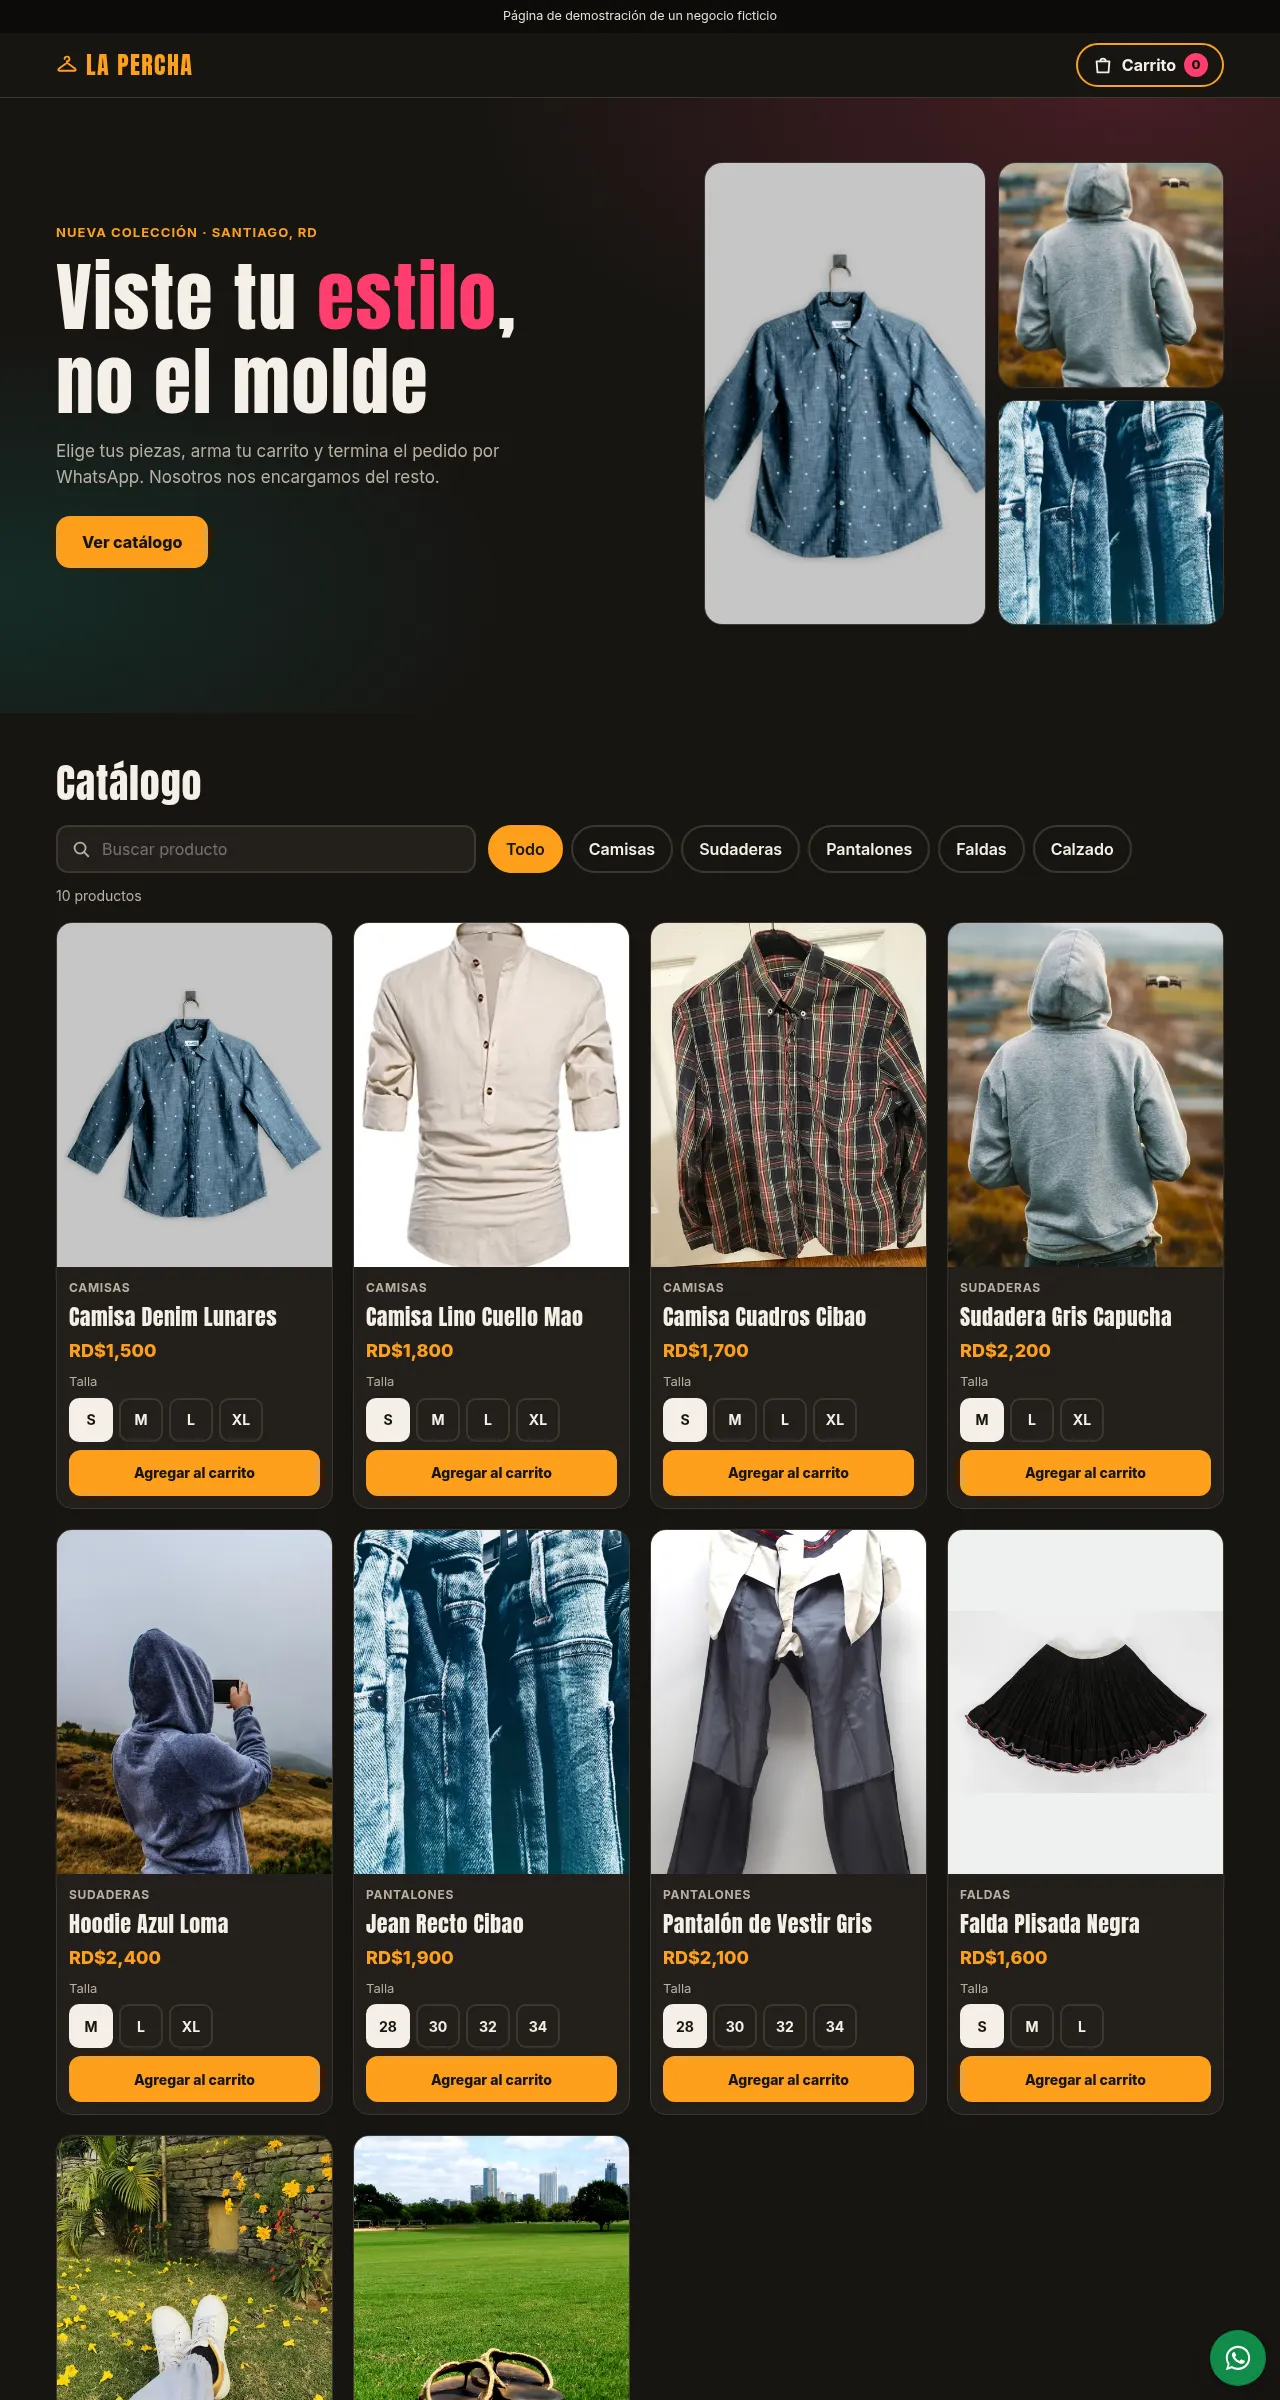 Página de demostración de un negocio ficticio
LA PERCHA
Carrito 0
NUEVA COLECCIÓN · SANTIAGO, RD
Viste tu estilo,
no el molde
Elige tus piezas, arma tu carrito y termina el pedido por
WhatsApp. Nosotros nos encargamos del resto.
Ver catálogo
Catálogo
Buscar producto
Todo Camisas Sudaderas Pantalones Faldas Calzado
10 productos
CAMISAS
Camisa Denim Lunares
RD$1,500
Talla
S M L XL
Agregar al carrito
CAMISAS
Camisa Lino Cuello Mao
RD$1,800
Talla
S M L XL
Agregar al carrito
CAMISAS
Camisa Cuadros Cibao
RD$1,700
Talla
S M L XL
Agregar al carrito
SUDADERAS
Sudadera Gris Capucha
RD$2,200
Talla
M L XL
Agregar al carrito
SUDADERAS
Hoodie Azul Loma
RD$2,400
Talla
M L XL
Agregar al carrito
PANTALONES
Jean Recto Cibao
RD$1,900
Talla
28 30 32 34
Agregar al carrito
PANTALONES
Pantalón de Vestir Gris
RD$2,100
Talla
28 30 32 34
Agregar al carrito
FALDAS
Falda Plisada Negra
RD$1,600
Talla
S M L
Agregar al carrito